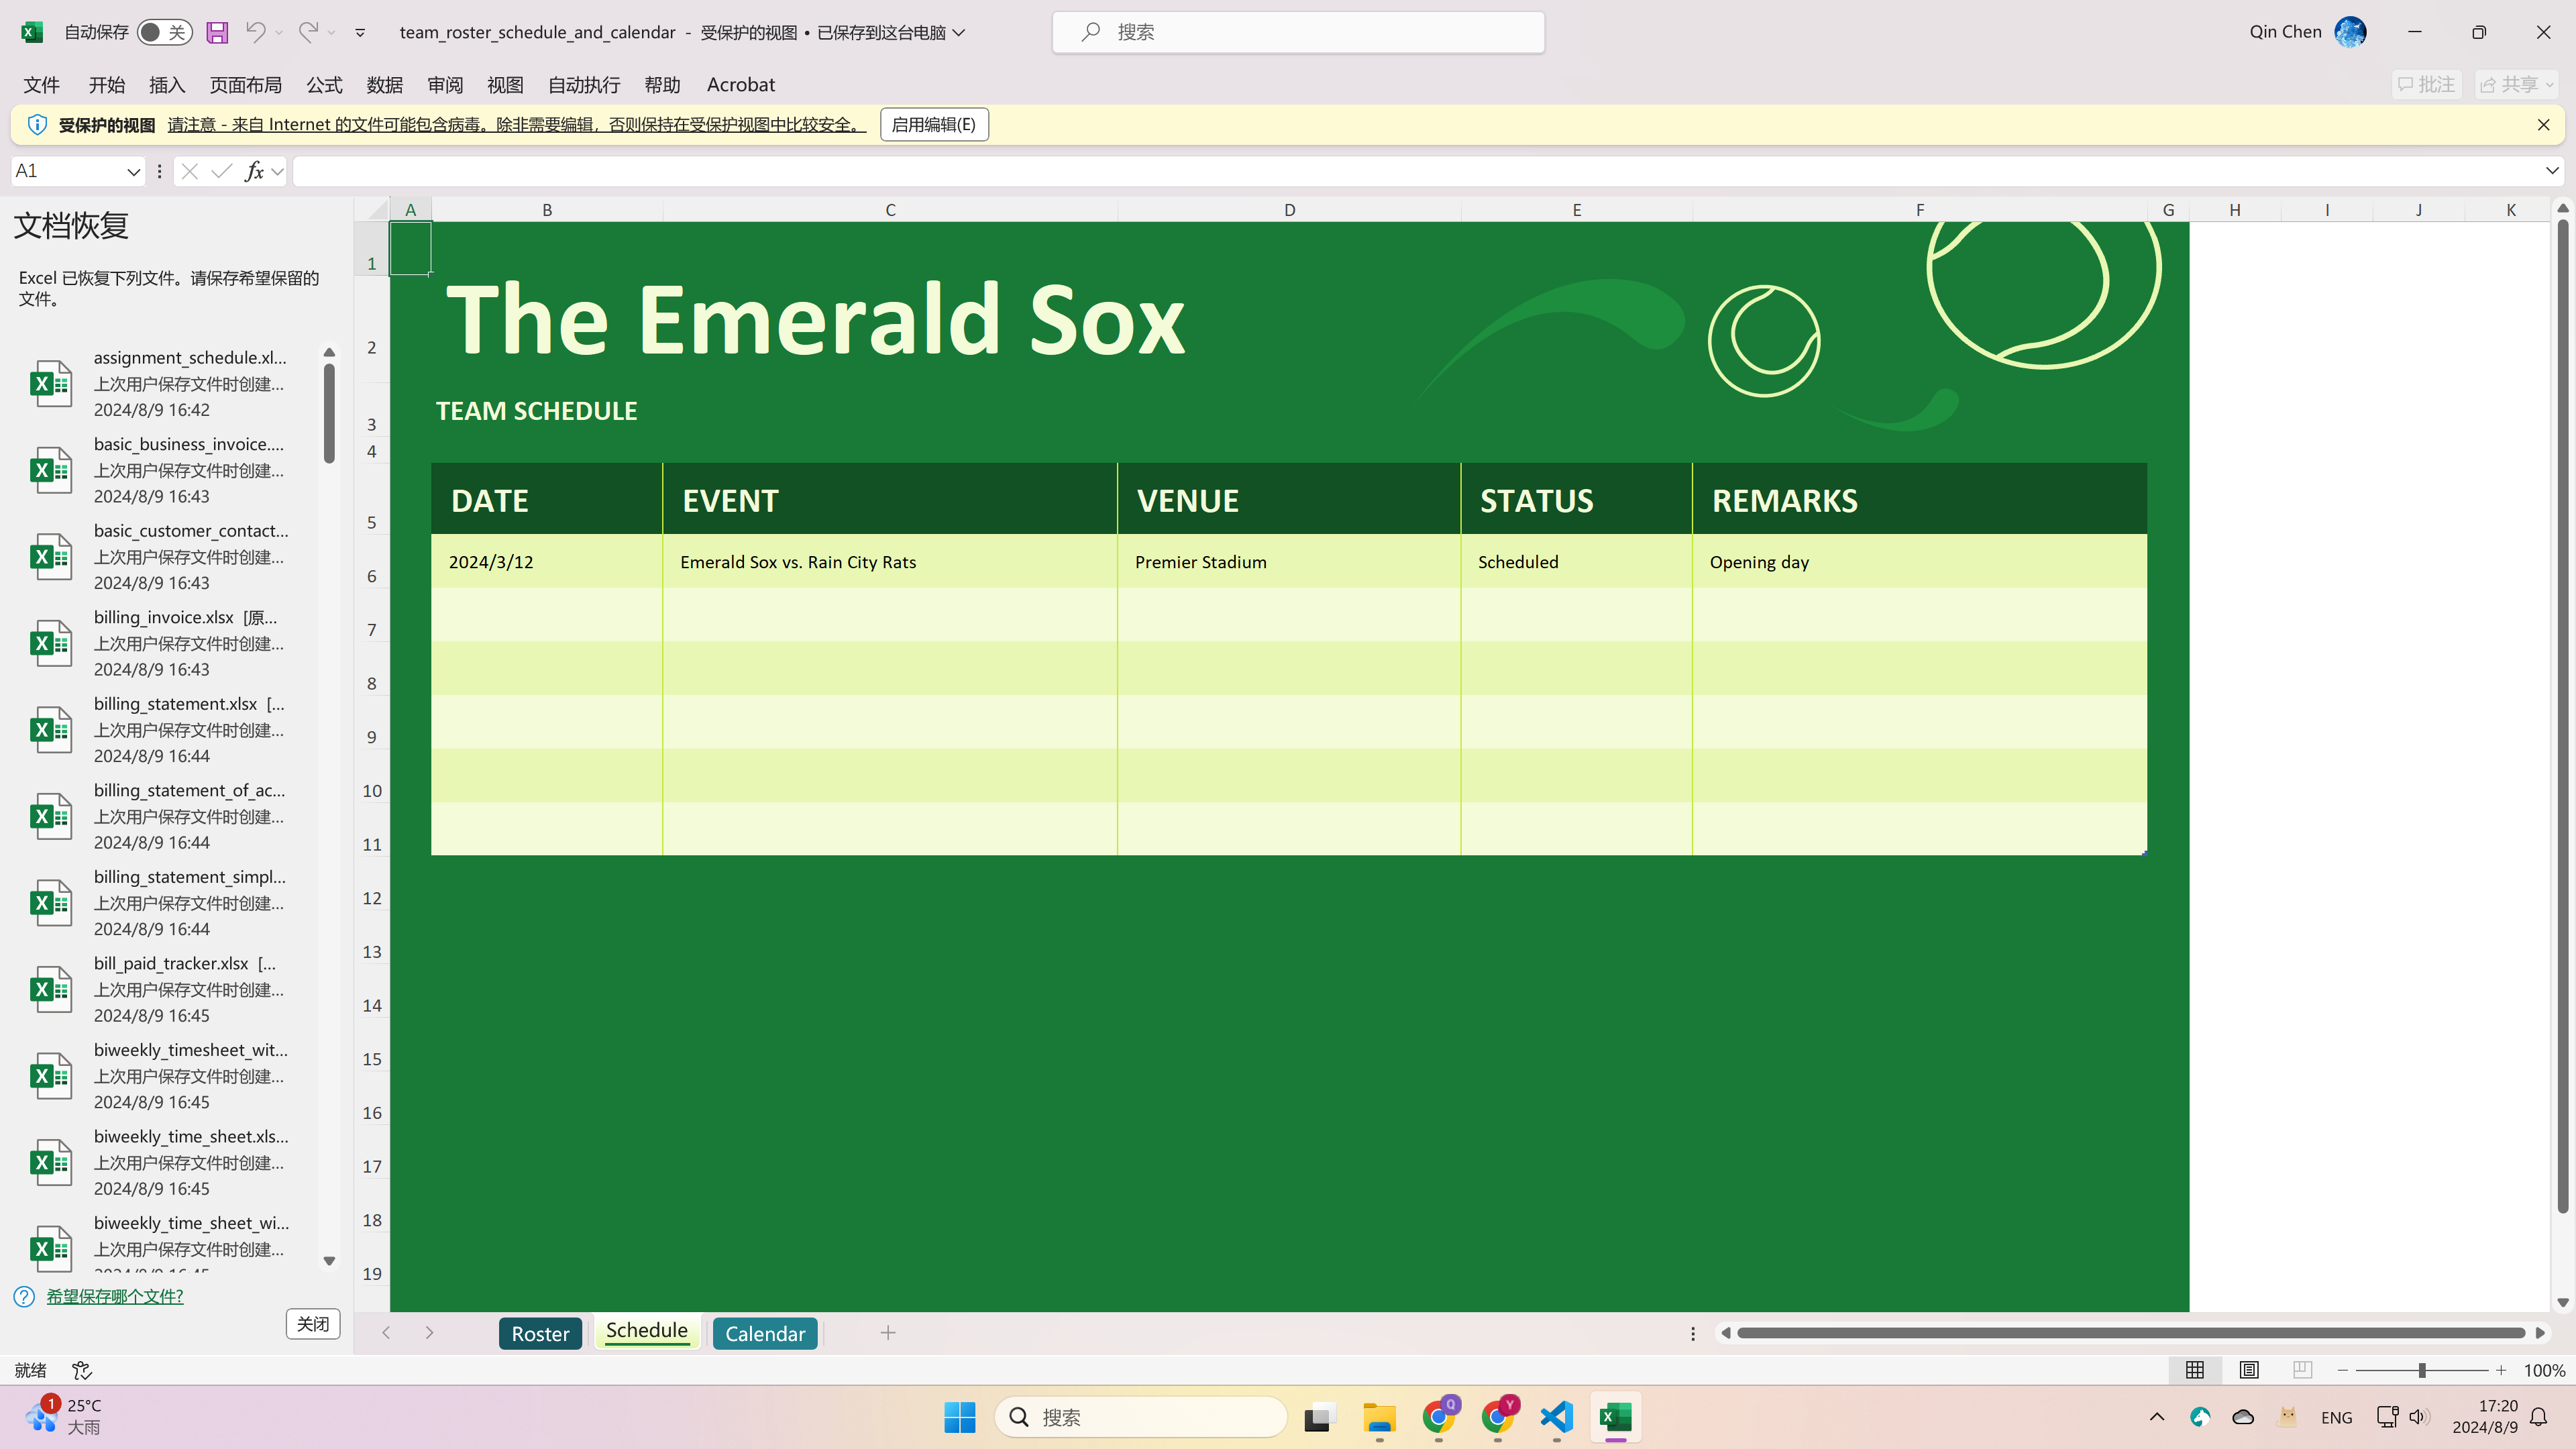 自动保存 关
team_roster_schedule_and_calendar - 受保护的视图 • 已保存到这台电脑
搜索
Qin Chen
文件 开始 插入 页面布局 公式 数据 审阅 视图 自动执行 帮助 Acrobat
批注 共享
受保护的视图 请注意 - 来自 Internet 的文件可能包含病毒。除非需要编辑，否则保持在受保护视图中比较安全。 启用编辑(E)
A1
fx
文档恢复
Excel 已恢复下列文件。请保存希望保留的
文件。
assignment_schedule.xl...
上次用户保存文件时创建...
2024/8/9 16:42
basic_business_invoice....
上次用户保存文件时创建...
2024/8/9 16:43
basic_customer_contact...
上次用户保存文件时创建...
2024/8/9 16:43
billing_invoice.xlsx [原...
上次用户保存文件时创建...
2024/8/9 16:43
billing_statement.xlsx [...
上次用户保存文件时创建...
2024/8/9 16:44
billing_statement_of_ac...
上次用户保存文件时创建...
2024/8/9 16:44
billing_statement_simpl...
上次用户保存文件时创建...
2024/8/9 16:44
bill_paid_tracker.xlsx [...
上次用户保存文件时创建...
2024/8/9 16:45
biweekly_timesheet_wit...
上次用户保存文件时创建...
2024/8/9 16:45
biweekly_time_sheet.xls...
上次用户保存文件时创建...
2024/8/9 16:45
biweekly_time_sheet_wi...
上次用户保存文件时创建...
2024/8/9 16:45
希望保存哪个文件?
关闭
A B C D E F G H I J K
1
2
3
4
5
6
7
8
9
10
11
12
13
14
15
16
17
18
19
The Emerald Sox
TEAM SCHEDULE
DATE EVENT VENUE STATUS REMARKS
2024/3/12 Emerald Sox vs. Rain City Rats Premier Stadium Scheduled Opening day
Roster Schedule Calendar
就绪
100%
1
25°C
大雨
搜索
Q
Y
ENG
17:20
2024/8/9